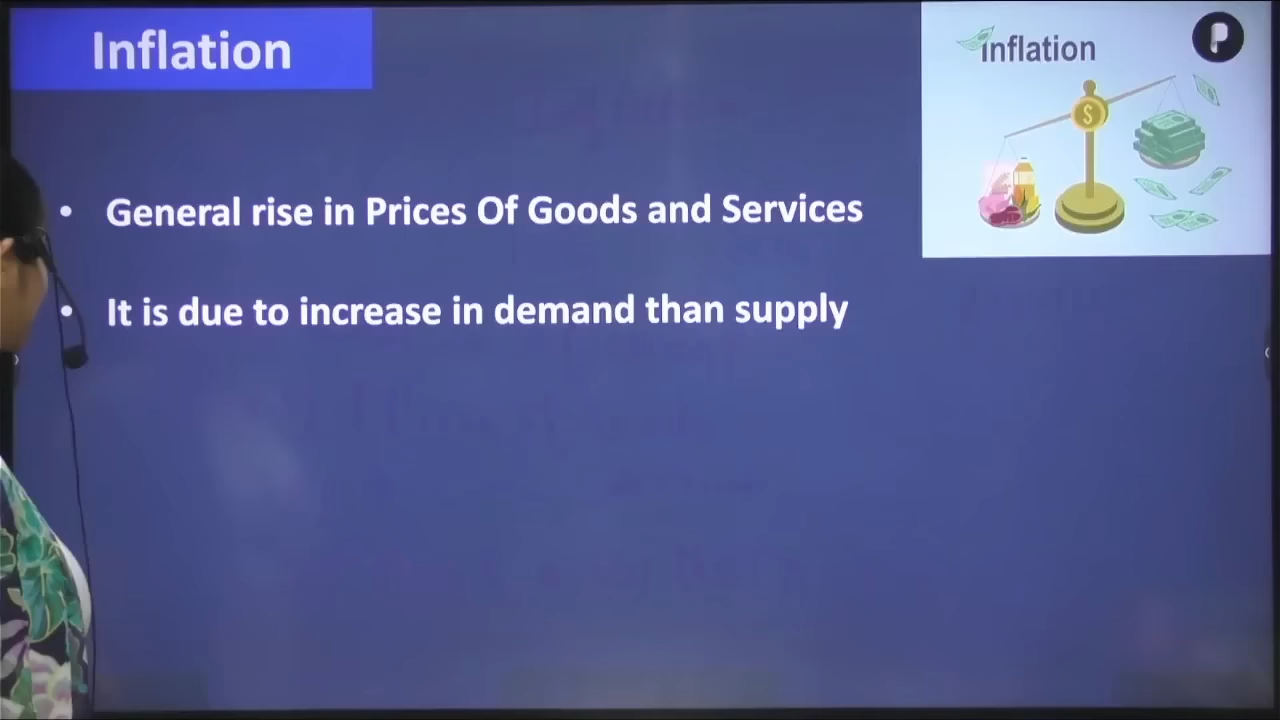 Inflation
Inflation
• General rise in Prices Of Goods and Services
• It is due to increase in demand than supply